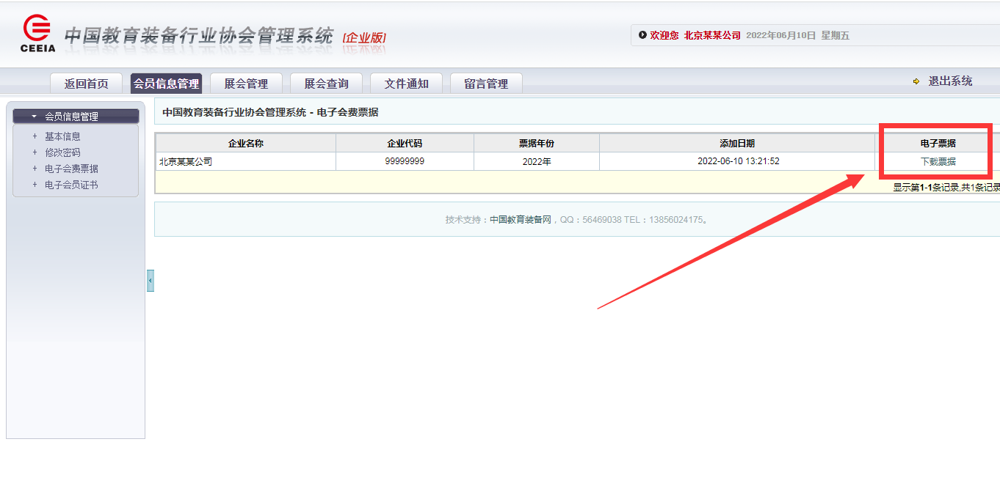 CEEIA
中国教育装备行业协会管理系统 [企业版]
欢迎您 北京某某公司 2022年06月10日 星期五
返回首页 会员信息管理 展会管理 展会查询 文件通知 留言管理 退出系统
会员信息管理
+ 基本信息
+ 修改密码
+ 电子会费票据
+ 电子会员证书
中国教育装备行业协会管理系统 - 电子会费票据
企业名称 企业代码 票据年份 添加日期 电子票据
北京某某公司 99999999 2022年 2022-06-10 13:21:52 下载票据
显示第1-1条记录,共1条记录
技术支持：中国教育装备网，QQ：56469038 TEL：13856024175。